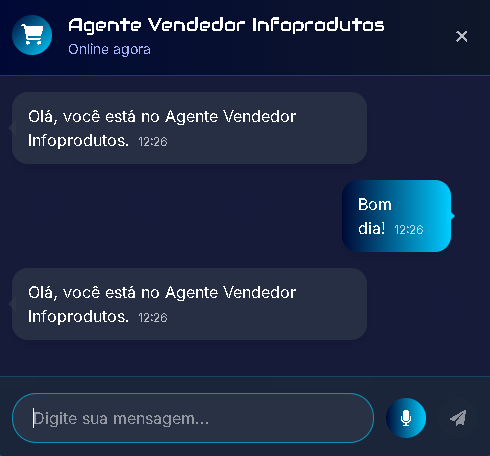 Agente Vendedor Infoprodutos
Online agora
Olá, você está no Agente Vendedor
Infoprodutos. 12:26
Bom
dia! 12:26
Olá, você está no Agente Vendedor
Infoprodutos. 12:26
Digite sua mensagem...